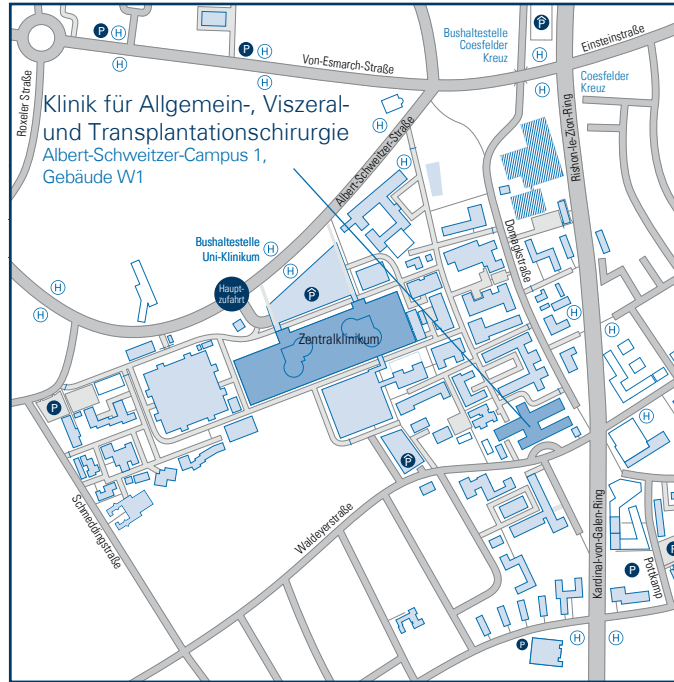 P
H
P
H
P
H
H
H
H
Bushaltestelle
Coesfelder
Kreuz
Einsteinstraße
Von-Esmarch-Straße
Coesfelder
Kreuz
Roxeler Straße
Klinik für Allgemein-, Viszeral-
und Transplantationschirurgie
Albert-Schweitzer-Campus 1,
Gebäude W1
H
H
Albert-Schweitzer-Straße
Rishon-le-Zion-Ring
Domagkstraße
Bushaltestelle
Uni-Klinikum
H
H
Haupt-
zufahrt
P
H
H
H
H
Zentralklinikum
P
H
P
Schmeddingstraße
Waldeyerstraße
Kardinal-von-Galen-Ring
Pottkamp
P
P
P
H
H